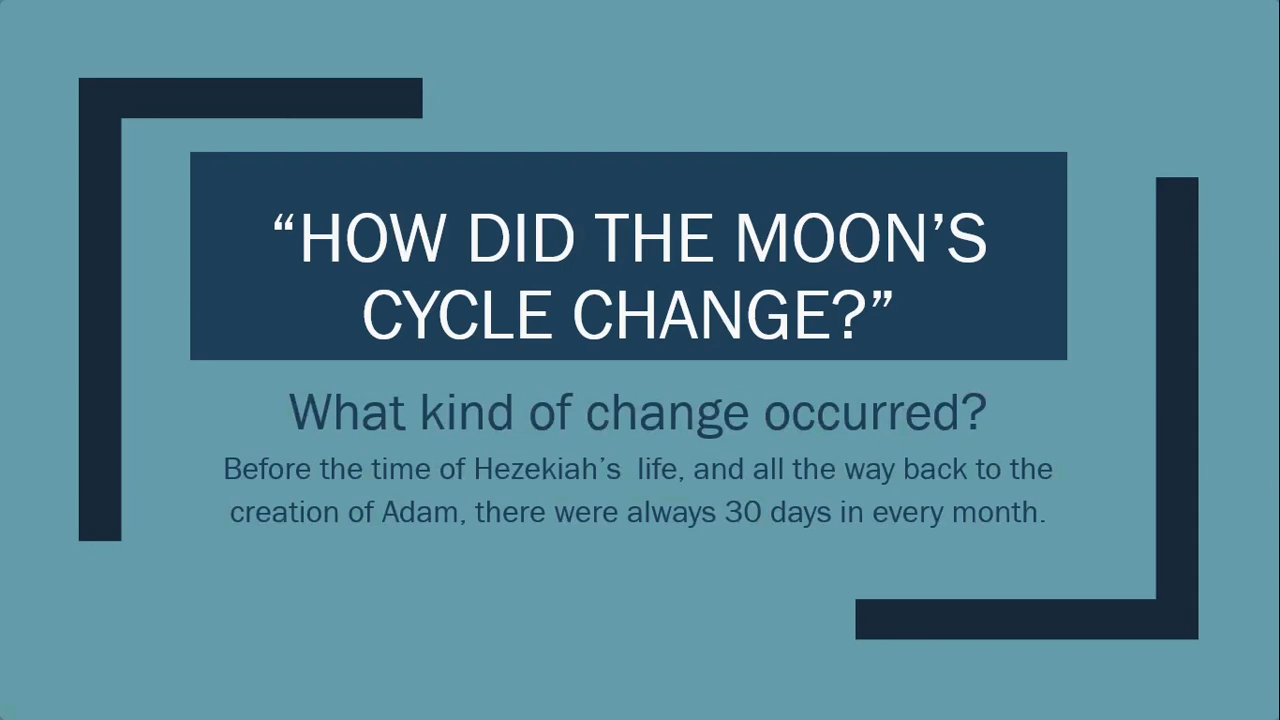 “HOW DID THE MOON’S
CYCLE CHANGE?”
What kind of change occurred?
Before the time of Hezekiah’s  life, and all the way back to the
creation of Adam, there were always 30 days in every month.